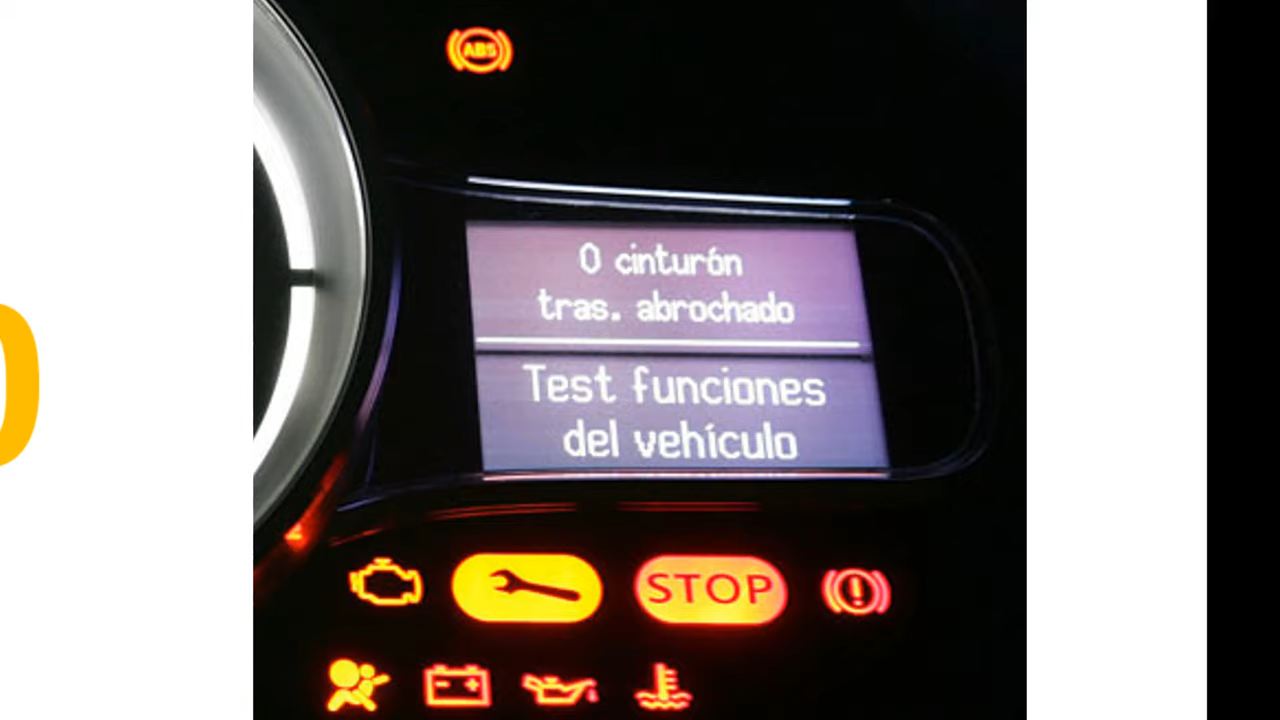 ABS
0 cinturón
tras. abrochado
Test funciones
del vehículo
STOP